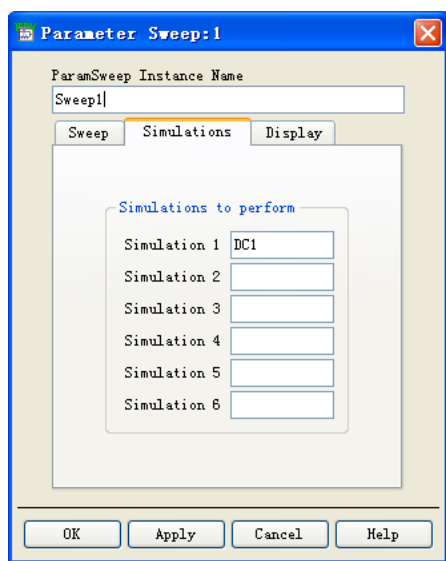 Parameter Sweep:1
ParamSweep Instance Name
Sweep1
Sweep Simulations Display
Simulations to perform
Simulation 1 DC1
Simulation 2
Simulation 3
Simulation 4
Simulation 5
Simulation 6
OK Apply Cancel Help